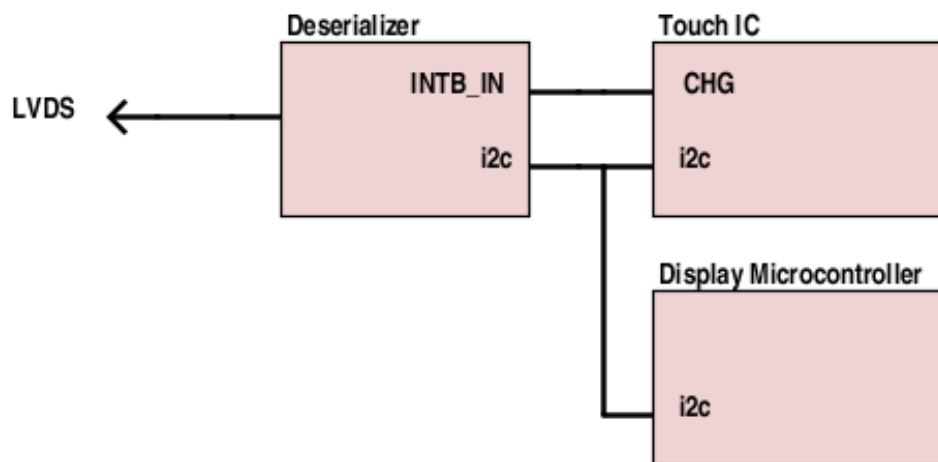 Deserializer
Touch IC
INTB_IN
CHG
LVDS
i2c
i2c
Display Microcontroller
i2c